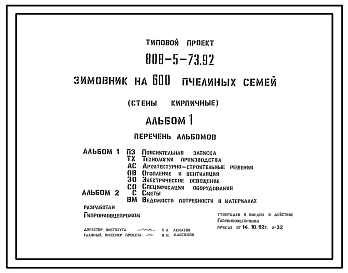 ТИПОВОЙ ПРОЕКТ
808-5-73.92
ЗИМОВНИК НА 600 ПЧЕЛИНЫХ СЕМЕЙ
(СТЕНЫ КИРПИЧНЫЕ)
АЛЬБОМ 1
ПЕРЕЧЕНЬ АЛЬБОМОВ
АЛЬБОМ 1 ПЗ ПОЯСНИТЕЛЬНАЯ ЗАПИСКА
ТХ ТЕХНОЛОГИЯ ПРОИЗВОДСТВА
АС АРХИТЕКТУРНО-СТРОИТЕЛЬНЫЕ РЕШЕНИЯ
ОВ ОТОПЛЕНИЕ И ВЕНТИЛЯЦИЯ
ЭО ЭЛЕКТРИЧЕСКОЕ ОСВЕЩЕНИЕ
СО СПЕЦИФИКАЦИЯ ОБОРУДОВАНИЯ
АЛЬБОМ 2 С СМЕТЫ
ВМ ВЕДОМОСТЬ ПОТРЕБНОСТИ В МАТЕРИАЛАХ
РАЗРАБОТАН
ГИПРОНИОВЦЕПРОМОМ
УТВЕРЖДЕН И ВВЕДЕН В ДЕЙСТВИЕ
ГИПРОНИОВЦЕПРОМОМ
ПРИКАЗ ОТ 14.10.92г. №32
ДИРЕКТОР ИНСТИТУТА
ГЛАВНЫЙ ИНЖЕНЕР ПРОЕКТА